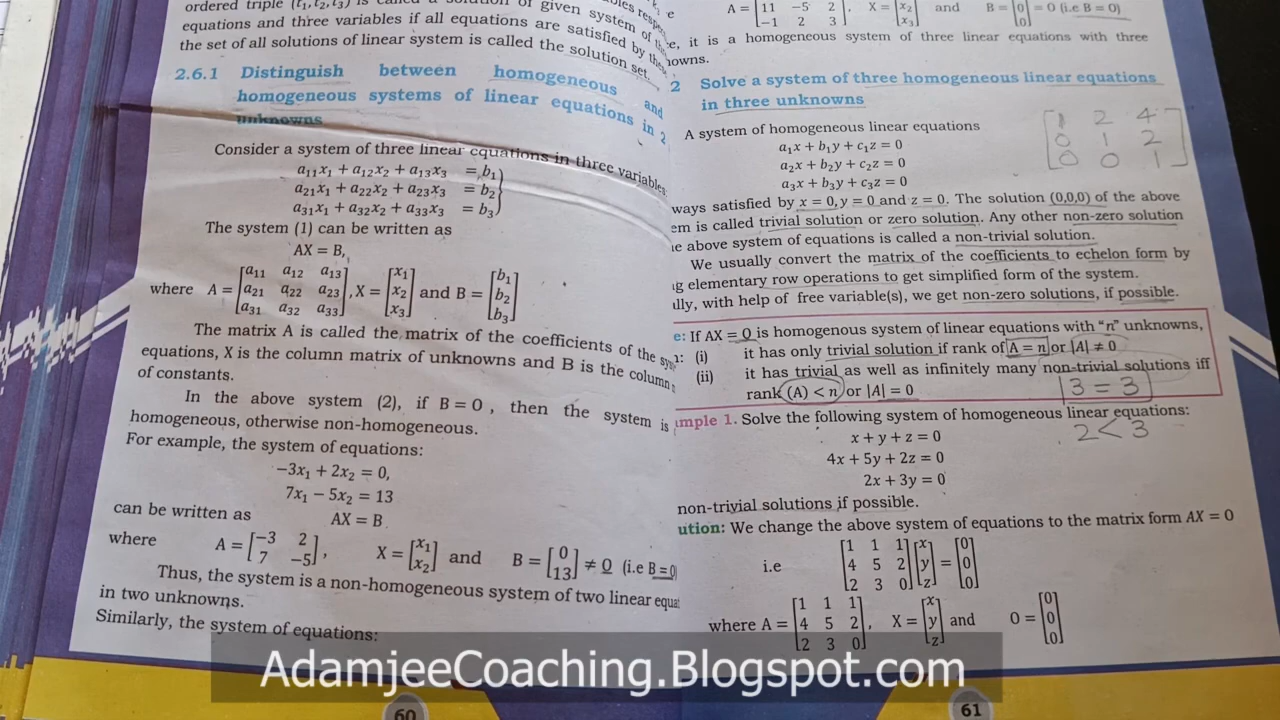 ordered triple (t₁,t₂,t₃) is called a solution of given system of
equations and three variables if all equations are satisfied by
the set of all solutions of linear system is called the solution set.
2.6.1 Distinguish between homogeneous and
homogeneous systems of linear equations in 2
unknowns
Consider a system of three linear equations in three variables
a₁₁x₁ + a₁₂x₂ + a₁₃x₃ = b₁
a₂₁x₁ + a₂₂x₂ + a₂₃x₃ = b₂
a₃₁x₁ + a₃₂x₂ + a₃₃x₃ = b₃
The system (1) can be written as
AX = B,
where A = [a₁₁ a₁₂ a₁₃ a₂₁ a₂₂ a₂₃ a₃₁ a₃₂ a₃₃], X = [x₁ x₂ x₃] and B = [b₁ b₂ b₃]
The matrix A is called the matrix of the coefficients of the
equations, X is the column matrix of unknowns and B is the column
of constants.
In the above system (2), if B = O , then the system is
homogeneous, otherwise non-homogeneous.
For example, the system of equations:
−3x₁ + 2x₂ = 0,
7x₁ − 5x₂ = 13
can be written as AX = B
where A = [−3 2 7 −5], X = [x₁ x₂] and B = [0 13] ≠ O (i.e B = 0)
Thus, the system is a non-homogeneous system of two linear
in two unknowns.
Similarly, the system of equations:
60
A = [11 −5 2 −1 2 3], X = [x₂ x₃] and B = [0 0] = O (i.e B = 0)
it is a homogeneous system of three linear equations with three
2 Solve a system of three homogeneous linear equations
in three unknowns
A system of homogeneous linear equations
a₁x + b₁y + c₁z = 0
a₂x + b₂y + c₂z = 0
a₃x + b₃y + c₃z = 0
[1 2 4 0 1 2 0 0 1]
satisfied by x = 0, y = 0 and z = 0. The solution (0,0,0) of the above
is called trivial solution or zero solution. Any other non-zero solution
above system of equations is called a non-trivial solution.
We usually convert the matrix of the coefficients to echelon form by
elementary row operations to get simplified form of the system.
with help of free variable(s), we get non-zero solutions, if possible.
If AX = O is homogenous system of linear equations with "n" unknowns,
(i) it has only trivial solution if rank of A = n or |A| ≠ 0
(ii) it has trivial as well as infinitely many non-trivial solutions iff
rank (A) < n or |A| = 0
3 = 3
2 < 3
1. Solve the following system of homogeneous linear equations:
x + y + z = 0
4x + 5y + 2z = 0
2x + 3y = 0
non-trivial solutions if possible.
We change the above system of equations to the matrix form AX = 0
i.e [1 1 1 4 5 2 2 3 0] [x y z] = [0 0 0]
where A = [1 1 1 4 5 2 2 3 0], X = [x y z] and O = [0 0 0]
61
AdamjeeCoaching.Blogspot.com